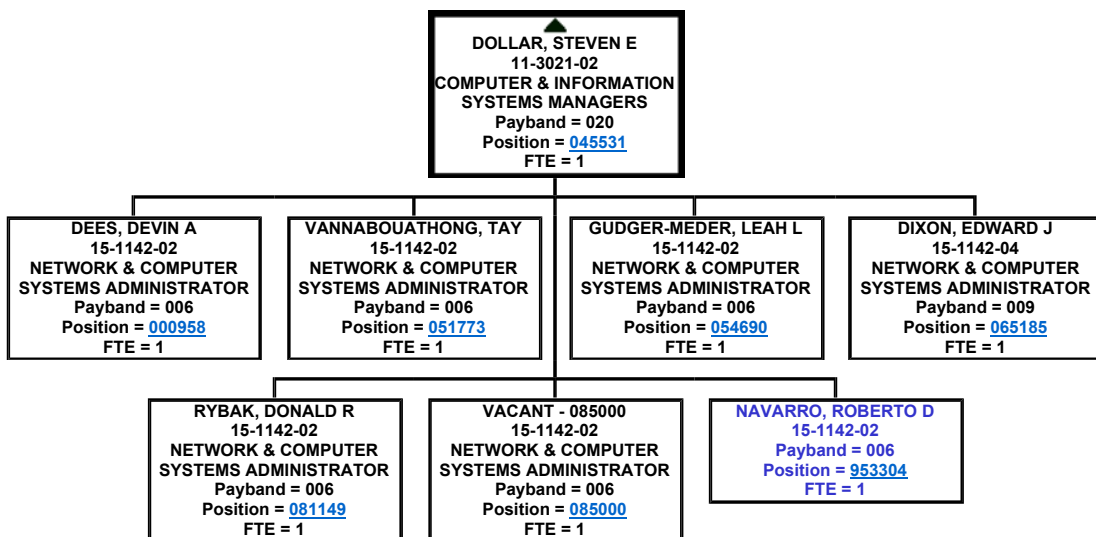 DOLLAR, STEVEN E
11-3021-02
COMPUTER & INFORMATION
SYSTEMS MANAGERS
Payband = 020
Position = 045531
FTE = 1
DEES, DEVIN A
15-1142-02
NETWORK & COMPUTER
SYSTEMS ADMINISTRATOR
Payband = 006
Position = 000958
FTE = 1
VANNABOUATHONG, TAY
15-1142-02
NETWORK & COMPUTER
SYSTEMS ADMINISTRATOR
Payband = 006
Position = 051773
FTE = 1
GUDGER-MEDER, LEAH L
15-1142-02
NETWORK & COMPUTER
SYSTEMS ADMINISTRATOR
Payband = 006
Position = 054690
FTE = 1
DIXON, EDWARD J
15-1142-04
NETWORK & COMPUTER
SYSTEMS ADMINISTRATOR
Payband = 009
Position = 065185
FTE = 1
RYBAK, DONALD R
15-1142-02
NETWORK & COMPUTER
SYSTEMS ADMINISTRATOR
Payband = 006
Position = 081149
FTE = 1
VACANT - 085000
15-1142-02
NETWORK & COMPUTER
SYSTEMS ADMINISTRATOR
Payband = 006
Position = 085000
FTE = 1
NAVARRO, ROBERTO D
15-1142-02
Payband = 006
Position = 953304
FTE = 1